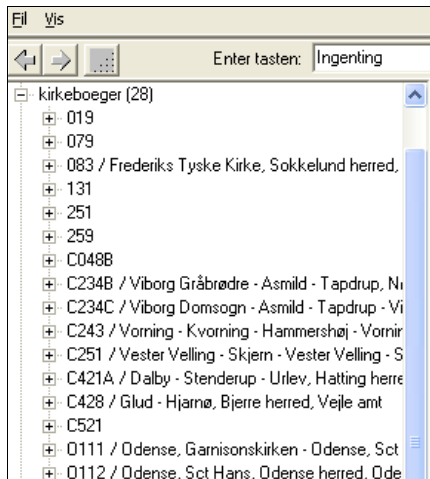 Fil Vis
Enter tasten: Ingenting
kirkeboeger (28)
019
079
083 / Frederiks Tyske Kirke, Sokkelund herred,
131
251
259
C048B
C234B / Viborg Gråbrødre - Asmild - Tapdrup,
C234C / Viborg Domsogn - Asmild - Tapdrup - Vi
C243 / Vorning - Kvorning - Hammershøj - Vornin
C251 / Vester Velling - Skjern - Vester Velling - S
C421A / Dalby - Stenderup - Urlev, Hatting herre
C428 / Glud - Hjarnø, Bjerre herred, Vejle amt
C521
O111 / Odense, Garnisonskirken - Odense, Sct
O112 / Odense, Sct Hans, Odense herred, Ode